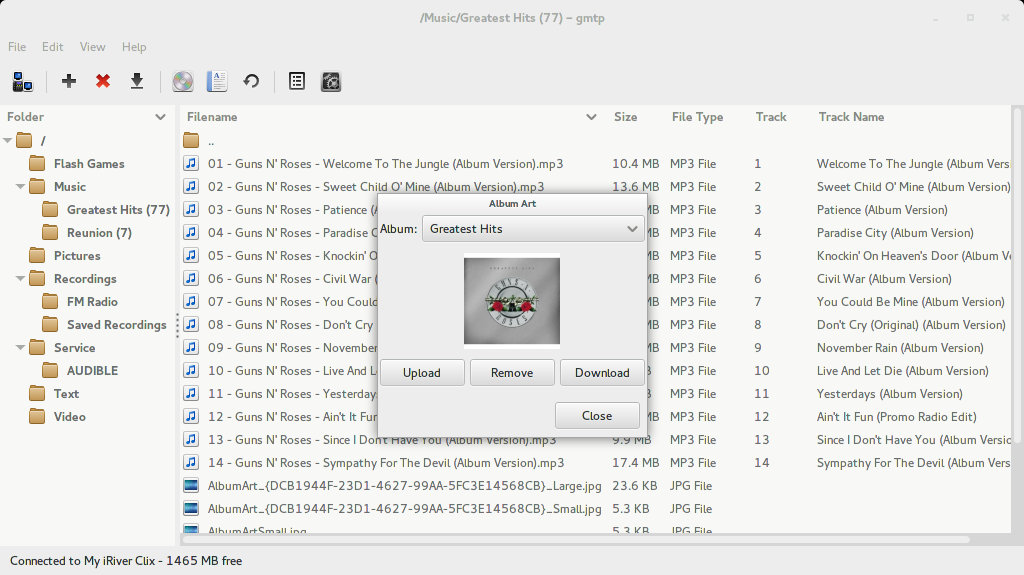 /Music/Greatest Hits (77) – gmtp
File Edit View Help
Folder
/
Flash Games
Music
Greatest Hits (77)
Reunion (7)
Pictures
Recordings
FM Radio
Saved Recordings
Service
AUDIBLE
Text
Video
Filename Size File Type Track Track Name
..
01 - Guns N' Roses - Welcome To The Jungle (Album Version).mp3 10.4 MB MP3 File 1 Welcome To The Jungle (Album Vers
02 - Guns N' Roses - Sweet Child O' Mine (Album Version).mp3 13.6 MB MP3 File 2 Sweet Child O' Mine (Album Version)
03 - Guns N' Roses - Patience (A MB MP3 File 3 Patience (Album Version)
04 - Guns N' Roses - Paradise C MB MP3 File 4 Paradise City (Album Version)
05 - Guns N' Roses - Knockin' O MB MP3 File 5 Knockin' On Heaven's Door (Album V
06 - Guns N' Roses - Civil War ( MB MP3 File 6 Civil War (Album Version)
07 - Guns N' Roses - You Could MB MP3 File 7 You Could Be Mine (Album Version)
08 - Guns N' Roses - Don't Cry MB MP3 File 8 Don't Cry (Original) (Album Version)
09 - Guns N' Roses - November MB MP3 File 9 November Rain (Album Version)
10 - Guns N' Roses - Live And L B MP3 File 10 Live And Let Die (Album Version)
11 - Guns N' Roses - Yesterdays B MP3 File 11 Yesterdays (Album Version)
12 - Guns N' Roses - Ain't It Fun MB MP3 File 12 Ain't It Fun (Promo Radio Edit)
13 - Guns N' Roses - Since I Don't Have You (Album Version).mp3 9.9 MB MP3 File 13 Since I Don't Have You (Album Versio
14 - Guns N' Roses - Sympathy For The Devil (Album Version).mp3 17.4 MB MP3 File 14 Sympathy For The Devil (Album Vers
AlbumArt_{DCB1944F-23D1-4627-99AA-5FC3E14568CB}_Large.jpg 23.6 KB JPG File
AlbumArt_{DCB1944F-23D1-4627-99AA-5FC3E14568CB}_Small.jpg 5.3 KB JPG File
AlbumArtSmall.jpg 5.3 KB JPG File
Album Art
Album: Greatest Hits
GREATEST HITS
GUNS N'
ROSES
Upload Remove Download
Close
Connected to My iRiver Clix - 1465 MB free